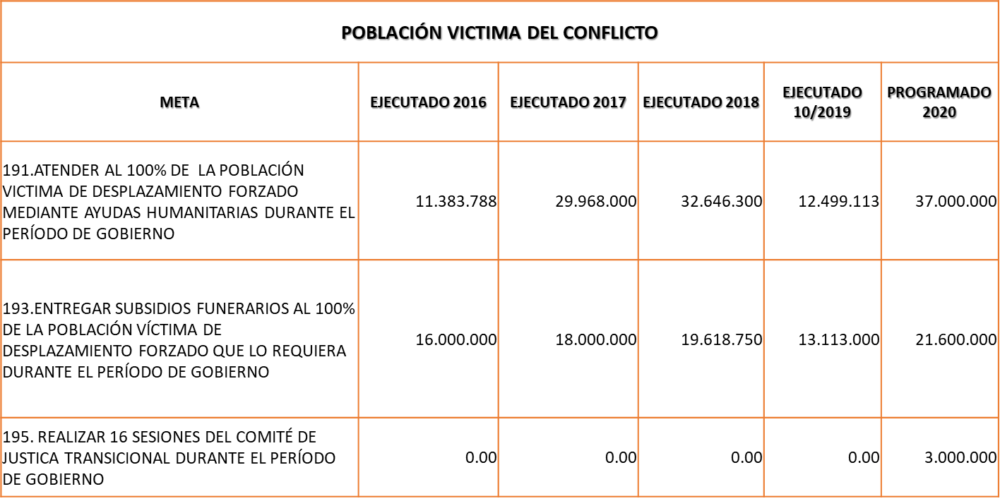 POBLACIÓN VICTIMA DEL CONFLICTO
META
EJECUTADO 2016
EJECUTADO 2017
EJECUTADO 2018
EJECUTADO
10/2019
PROGRAMADO
2020
191.ATENDER AL 100% DE LA POBLACIÓN
VICTIMA DE DESPLAZAMIENTO FORZADO
MEDIANTE AYUDAS HUMANITARIAS DURANTE EL
PERÍODO DE GOBIERNO
11.383.788
29.968.000
32.646.300
12.499.113
37.000.000
193.ENTREGAR SUBSIDIOS FUNERARIOS AL 100%
DE LA POBLACIÓN VÍCTIMA DE
DESPLAZAMIENTO FORZADO QUE LO REQUIERA
DURANTE EL PERÍODO DE GOBIERNO
16.000.000
18.000.000
19.618.750
13.113.000
21.600.000
195. REALIZAR 16 SESIONES DEL COMITÉ DE
JUSTICA TRANSICIONAL DURANTE EL PERÍODO
DE GOBIERNO
0.00
0.00
0.00
0.00
3.000.000